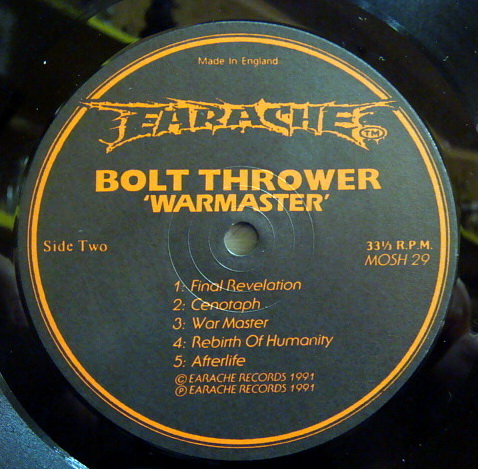 Made In England
EARACHE TM
BOLT THROWER
'WARMASTER'
Side Two
33⅓ R.P.M.
MOSH 29
1: Final Revelation
2: Cenotaph
3: War Master
4: Rebirth Of Humanity
5: Afterlife
© EARACHE RECORDS 1991
℗ EARACHE RECORDS 1991